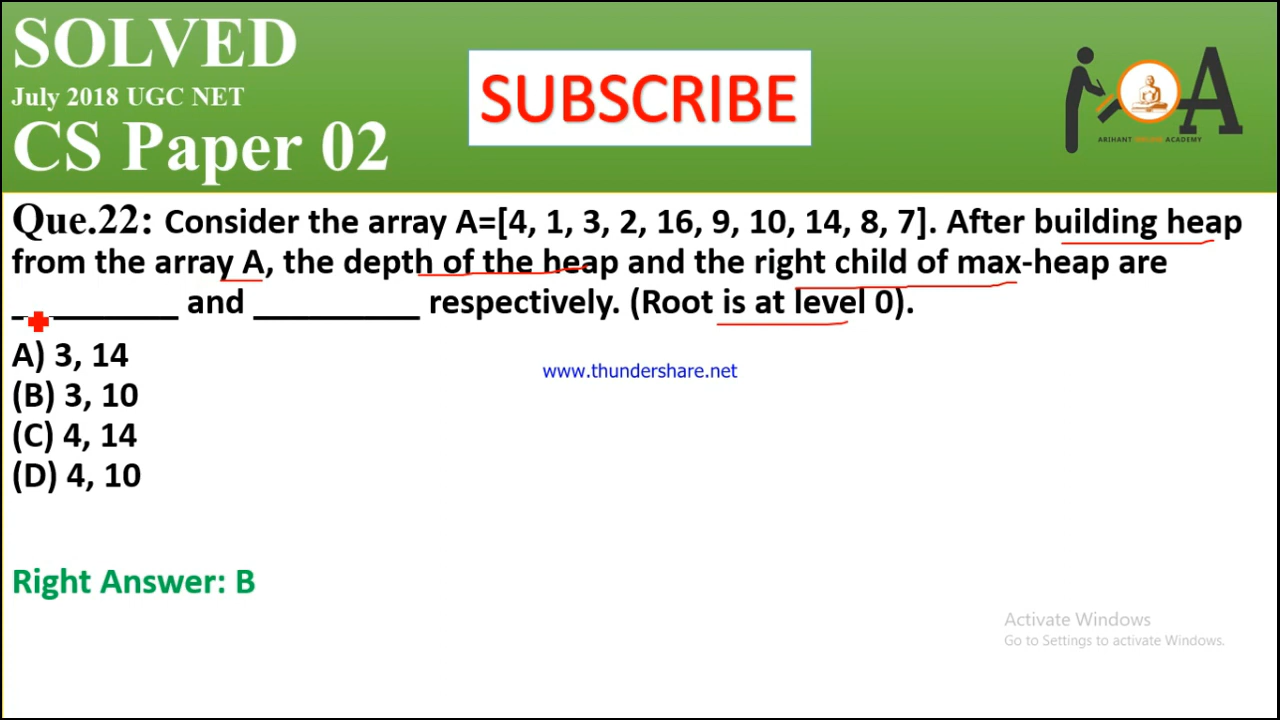 SOLVED
July 2018 UGC NET
CS Paper 02
SUBSCRIBE
A
ARIHANT ONLINE ACADEMY
Que.22: Consider the array A=[4, 1, 3, 2, 16, 9, 10, 14, 8, 7]. After building heap
from the array A, the depth of the heap and the right child of max-heap are
__________ and __________ respectively. (Root is at level 0).
A) 3, 14
(B) 3, 10
(C) 4, 14
(D) 4, 10
www.thundershare.net
Right Answer: B
Activate Windows
Go to Settings to activate Windows.